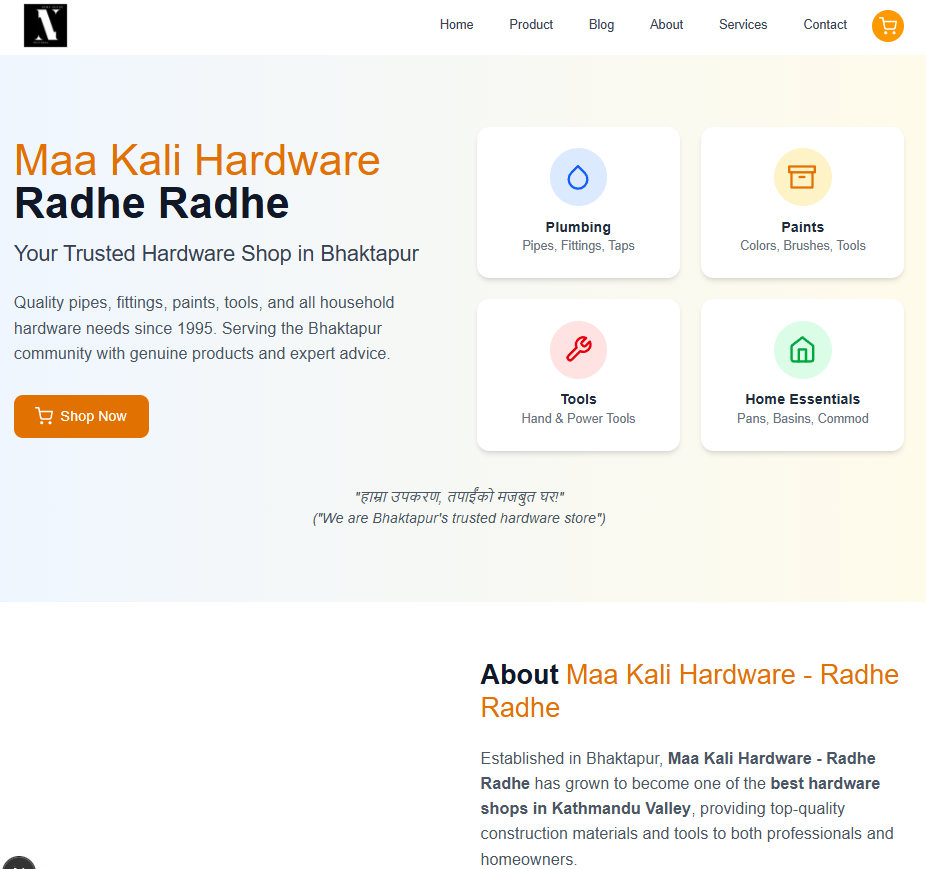 N
Home Product Blog About Services Contact
Maa Kali Hardware
Radhe Radhe
Your Trusted Hardware Shop in Bhaktapur
Quality pipes, fittings, paints, tools, and all household
hardware needs since 1995. Serving the Bhaktapur
community with genuine products and expert advice.
Shop Now
Plumbing
Pipes, Fittings, Taps
Paints
Colors, Brushes, Tools
Tools
Hand & Power Tools
Home Essentials
Pans, Basins, Commod
"हाम्रा उपकरण, तपाईंको मजबुत घर!"
("We are Bhaktapur's trusted hardware store")
About Maa Kali Hardware - Radhe
Radhe
Established in Bhaktapur, Maa Kali Hardware - Radhe
Radhe has grown to become one of the best hardware
shops in Kathmandu Valley, providing top-quality
construction materials and tools to both professionals and
homeowners.